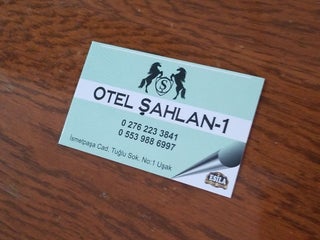 Ş
OTEL ŞAHLAN-1
0 276 223 3841
0 553 988 6997
İsmetpaşa Cad. Tuğlu Sok. No:1 Uşak